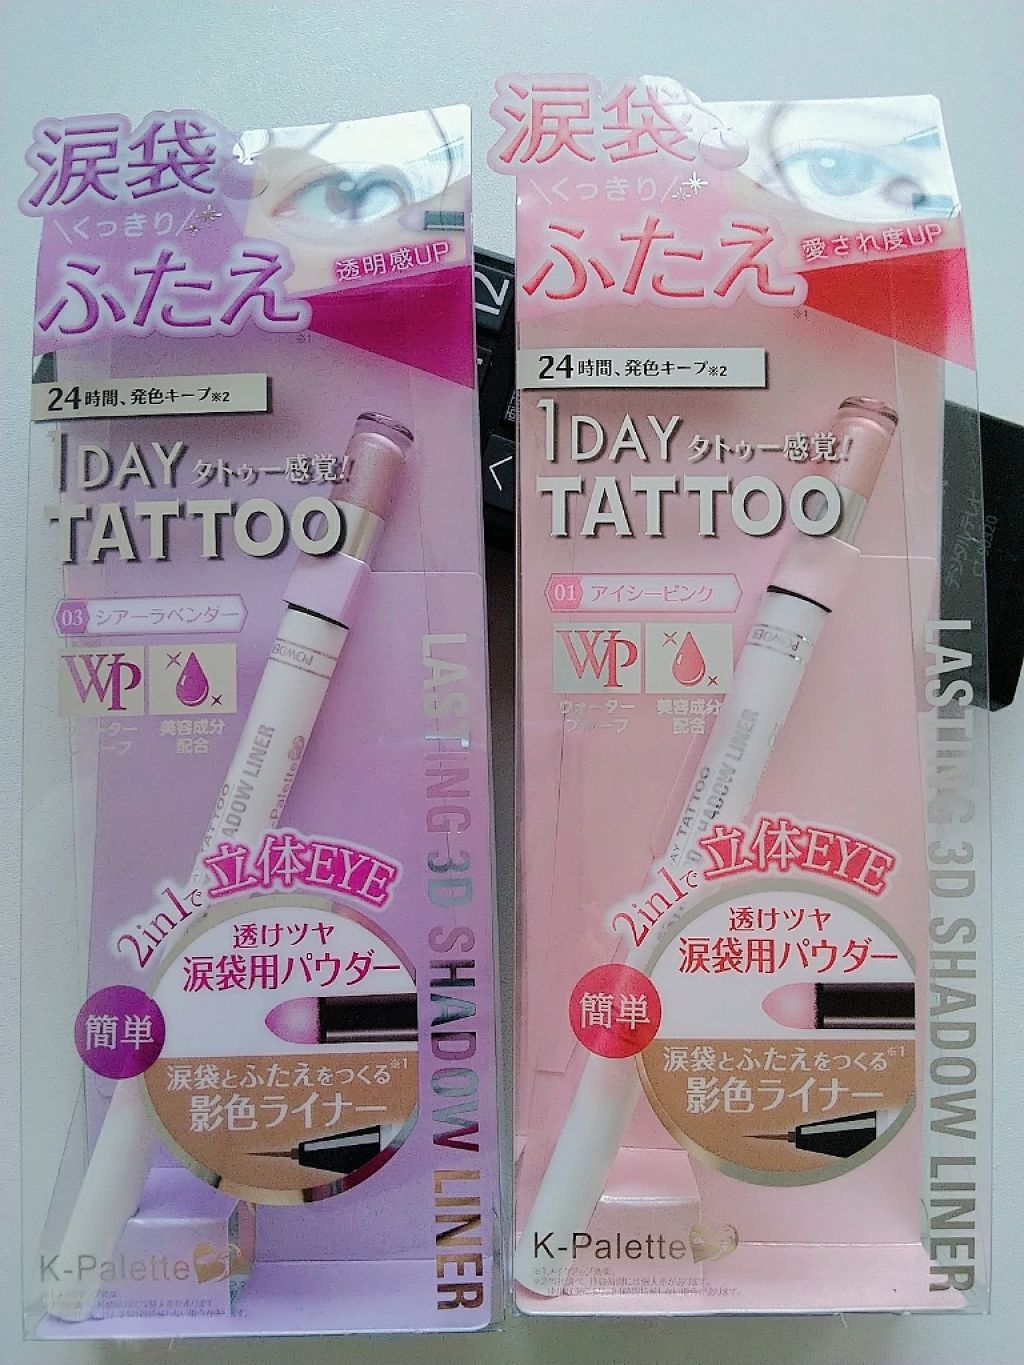 涙袋
\くっきり/
ふたえ
※1
透明感UP
24時間、発色キープ※2
1DAY タトゥー感覚!!
TATTOO
03 シアーラベンダー
WP
美容成分
配合
POWDER
LASTING 3D SHADOW LINER
2in1で
立体EYE
透けツヤ
涙袋用パウダー
簡単
涙袋とふたえをつくる※1
影色ライナー
K-Palette
涙袋
\くっきり/
ふたえ
※1
愛され度UP
24時間、発色キープ※2
1DAY タトゥー感覚!!
TATTOO
01 アイシーピンク
WP
ウォーター
プルーフ
美容成分
配合
POWDER
LASTING 3D SHADOW LINER
2in1で
立体EYE
透けツヤ
涙袋用パウダー
簡単
涙袋とふたえをつくる※1
影色ライナー
K-Palette